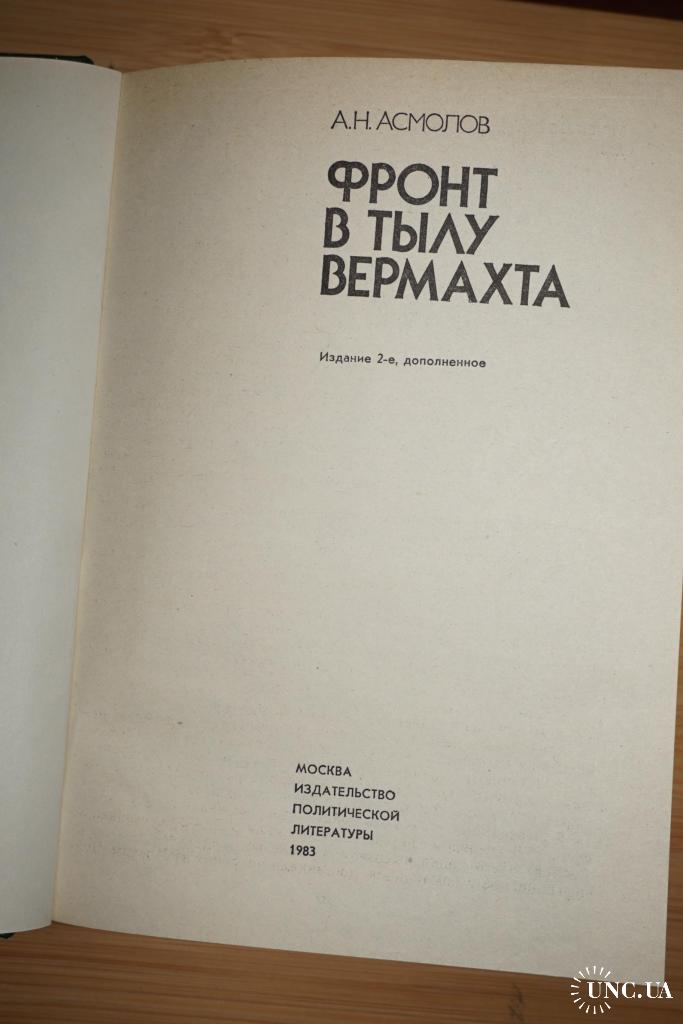 А.Н. АСМОЛОВ
ФРОНТ
В ТЫЛУ
ВЕРМАХТА
Издание 2-е, дополненное
МОСКВА
ИЗДАТЕЛЬСТВО
ПОЛИТИЧЕСКОЙ
ЛИТЕРАТУРЫ
1983
UNC.UA